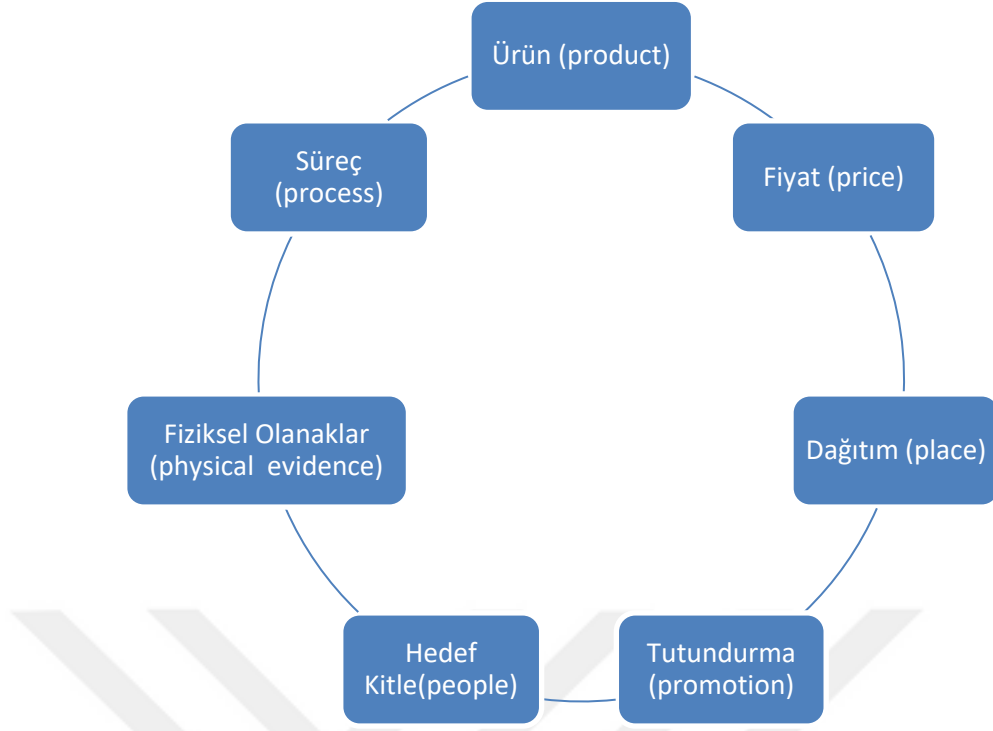 Ürün (product)
Fiyat (price)
Dağıtım (place)
Tutundurma
(promotion)
Hedef
Kitle(people)
Fiziksel Olanaklar
(physical evidence)
Süreç
(process)